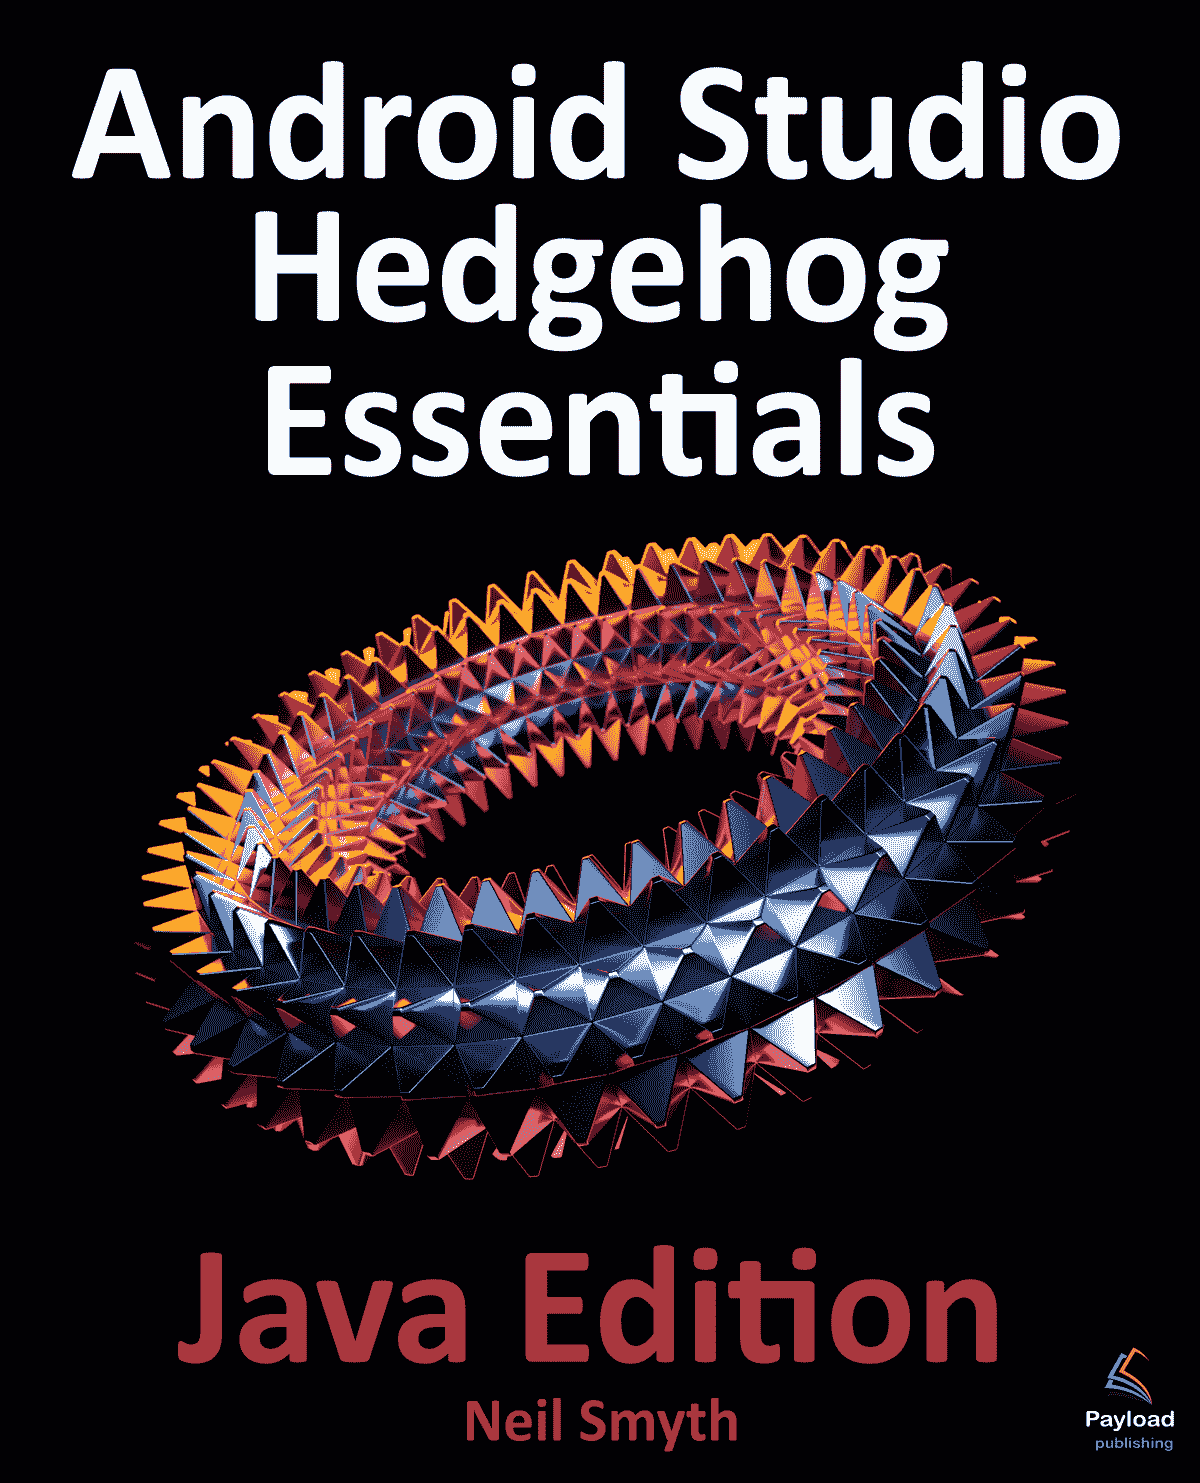 Android Studio
Hedgehog
Essentials
Java Edition
Neil Smyth
Payload
publishing